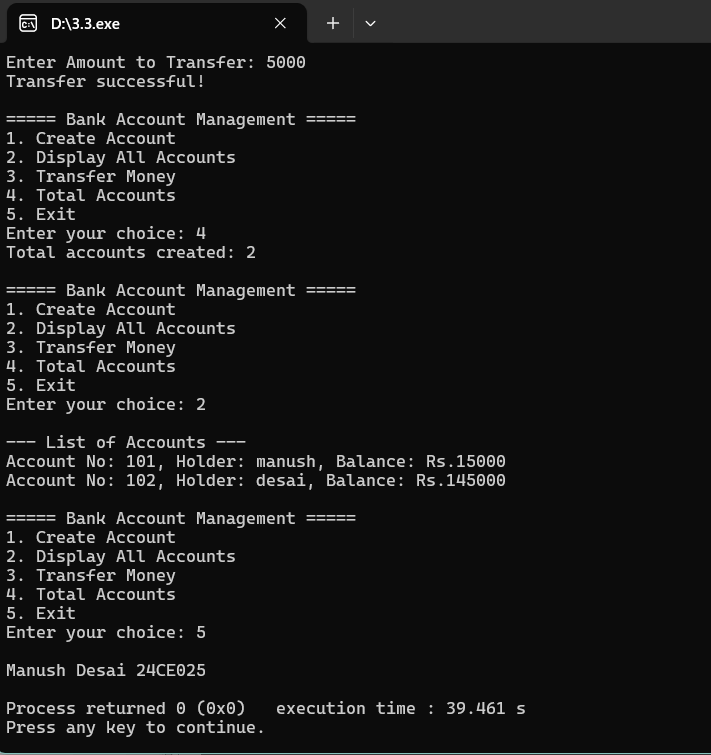 D:\3.3.exe
Enter Amount to Transfer: 5000
Transfer successful!
===== Bank Account Management =====
1. Create Account
2. Display All Accounts
3. Transfer Money
4. Total Accounts
5. Exit
Enter your choice: 4
Total accounts created: 2
===== Bank Account Management =====
1. Create Account
2. Display All Accounts
3. Transfer Money
4. Total Accounts
5. Exit
Enter your choice: 2
--- List of Accounts ---
Account No: 101, Holder: manush, Balance: Rs.15000
Account No: 102, Holder: desai, Balance: Rs.145000
===== Bank Account Management =====
1. Create Account
2. Display All Accounts
3. Transfer Money
4. Total Accounts
5. Exit
Enter your choice: 5
Manush Desai 24CE025
Process returned 0 (0x0)   execution time : 39.461 s
Press any key to continue.